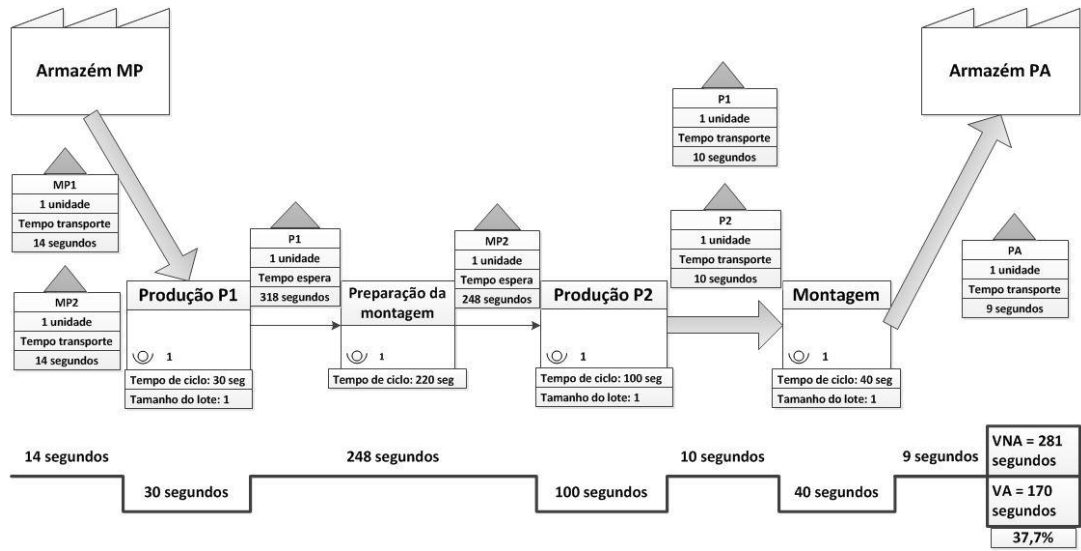 Armazém MP
Armazém PA
P1
1 unidade
Tempo transporte
10 segundos
MP1
1 unidade
Tempo transporte
14 segundos
P1
1 unidade
Tempo espera
318 segundos
MP2
1 unidade
Tempo espera
248 segundos
P2
1 unidade
Tempo transporte
10 segundos
PA
1 unidade
Tempo transporte
9 segundos
MP2
1 unidade
Tempo transporte
14 segundos
Produção P1
1
Tempo de ciclo: 30 seg
Tamanho do lote: 1
Preparação da
montagem
1
Tempo de ciclo: 220 seg
Produção P2
1
Tempo de ciclo: 100 seg
Tamanho do lote: 1
Montagem
1
Tempo de ciclo: 40 seg
Tamanho do lote: 1
14 segundos
30 segundos
248 segundos
100 segundos
10 segundos
40 segundos
9 segundos
VNA = 281
segundos
VA = 170
segundos
37,7%